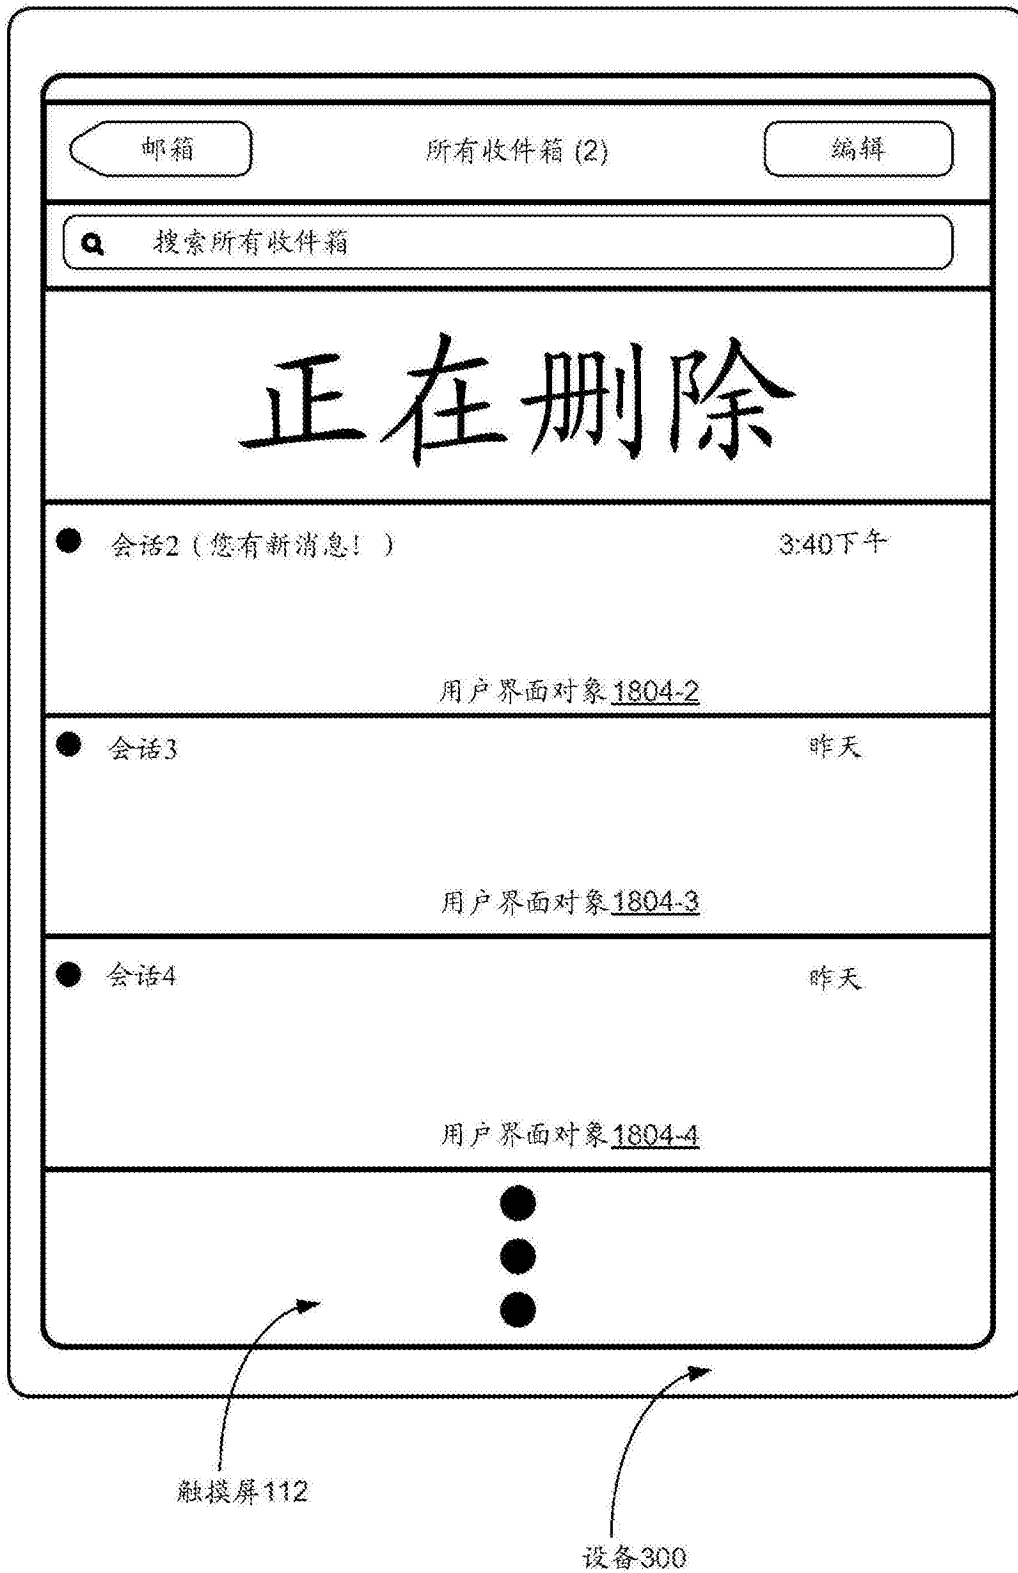 邮箱 所有收件箱 (2) 编辑
搜索所有收件箱
正在删除
会话2（您有新消息！） 3:40下午
用户界面对象1804-2
会话3 昨天
用户界面对象1804-3
会话4 昨天
用户界面对象1804-4
触摸屏112
设备300